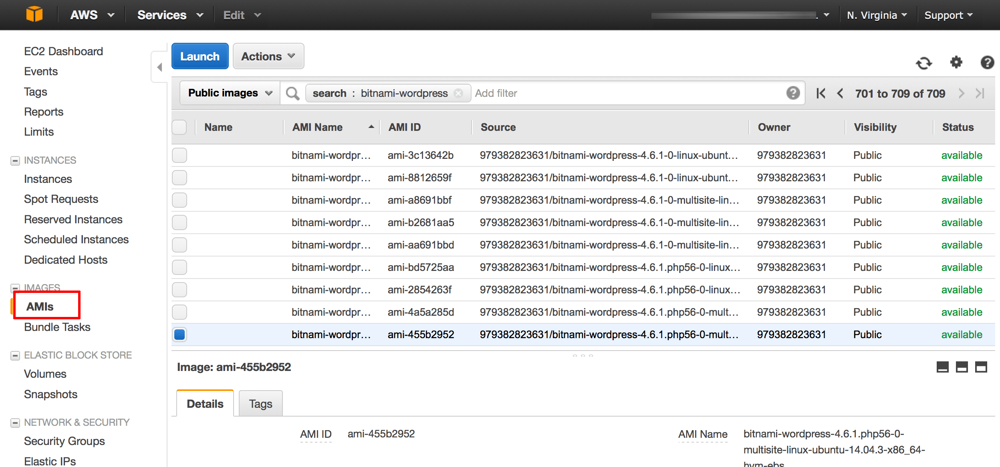 AWS Services Edit . N. Virginia Support
EC2 Dashboard
Events
Tags
Reports
Limits
INSTANCES
Instances
Spot Requests
Reserved Instances
Scheduled Instances
Dedicated Hosts
IMAGES
AMIs
Bundle Tasks
ELASTIC BLOCK STORE
Volumes
Snapshots
NETWORK & SECURITY
Security Groups
Elastic IPs
Launch Actions
Public images search : bitnami-wordpress Add filter 701 to 709 of 709
Name AMI Name AMI ID Source Owner Visibility Status
bitnami-wordpr... ami-3c13642b 979382823631/bitnami-wordpress-4.6.1-0-linux-ubunt... 979382823631 Public available
bitnami-wordpr... ami-8812659f 979382823631/bitnami-wordpress-4.6.1-0-linux-ubunt... 979382823631 Public available
bitnami-wordpr... ami-a8691bbf 979382823631/bitnami-wordpress-4.6.1-0-multisite-lin... 979382823631 Public available
bitnami-wordpr... ami-b2681aa5 979382823631/bitnami-wordpress-4.6.1-0-multisite-lin... 979382823631 Public available
bitnami-wordpr... ami-aa691bbd 979382823631/bitnami-wordpress-4.6.1-0-multisite-lin... 979382823631 Public available
bitnami-wordpr... ami-bd5725aa 979382823631/bitnami-wordpress-4.6.1.php56-0-linux... 979382823631 Public available
bitnami-wordpr... ami-2854263f 979382823631/bitnami-wordpress-4.6.1.php56-0-linux... 979382823631 Public available
bitnami-wordpr... ami-4a5a285d 979382823631/bitnami-wordpress-4.6.1.php56-0-mult... 979382823631 Public available
bitnami-wordpr... ami-455b2952 979382823631/bitnami-wordpress-4.6.1.php56-0-mult... 979382823631 Public available
Image: ami-455b2952
Details Tags
AMI ID ami-455b2952
AMI Name bitnami-wordpress-4.6.1.php56-0-
multisite-linux-ubuntu-14.04.3-x86_64-
hvm-ebs